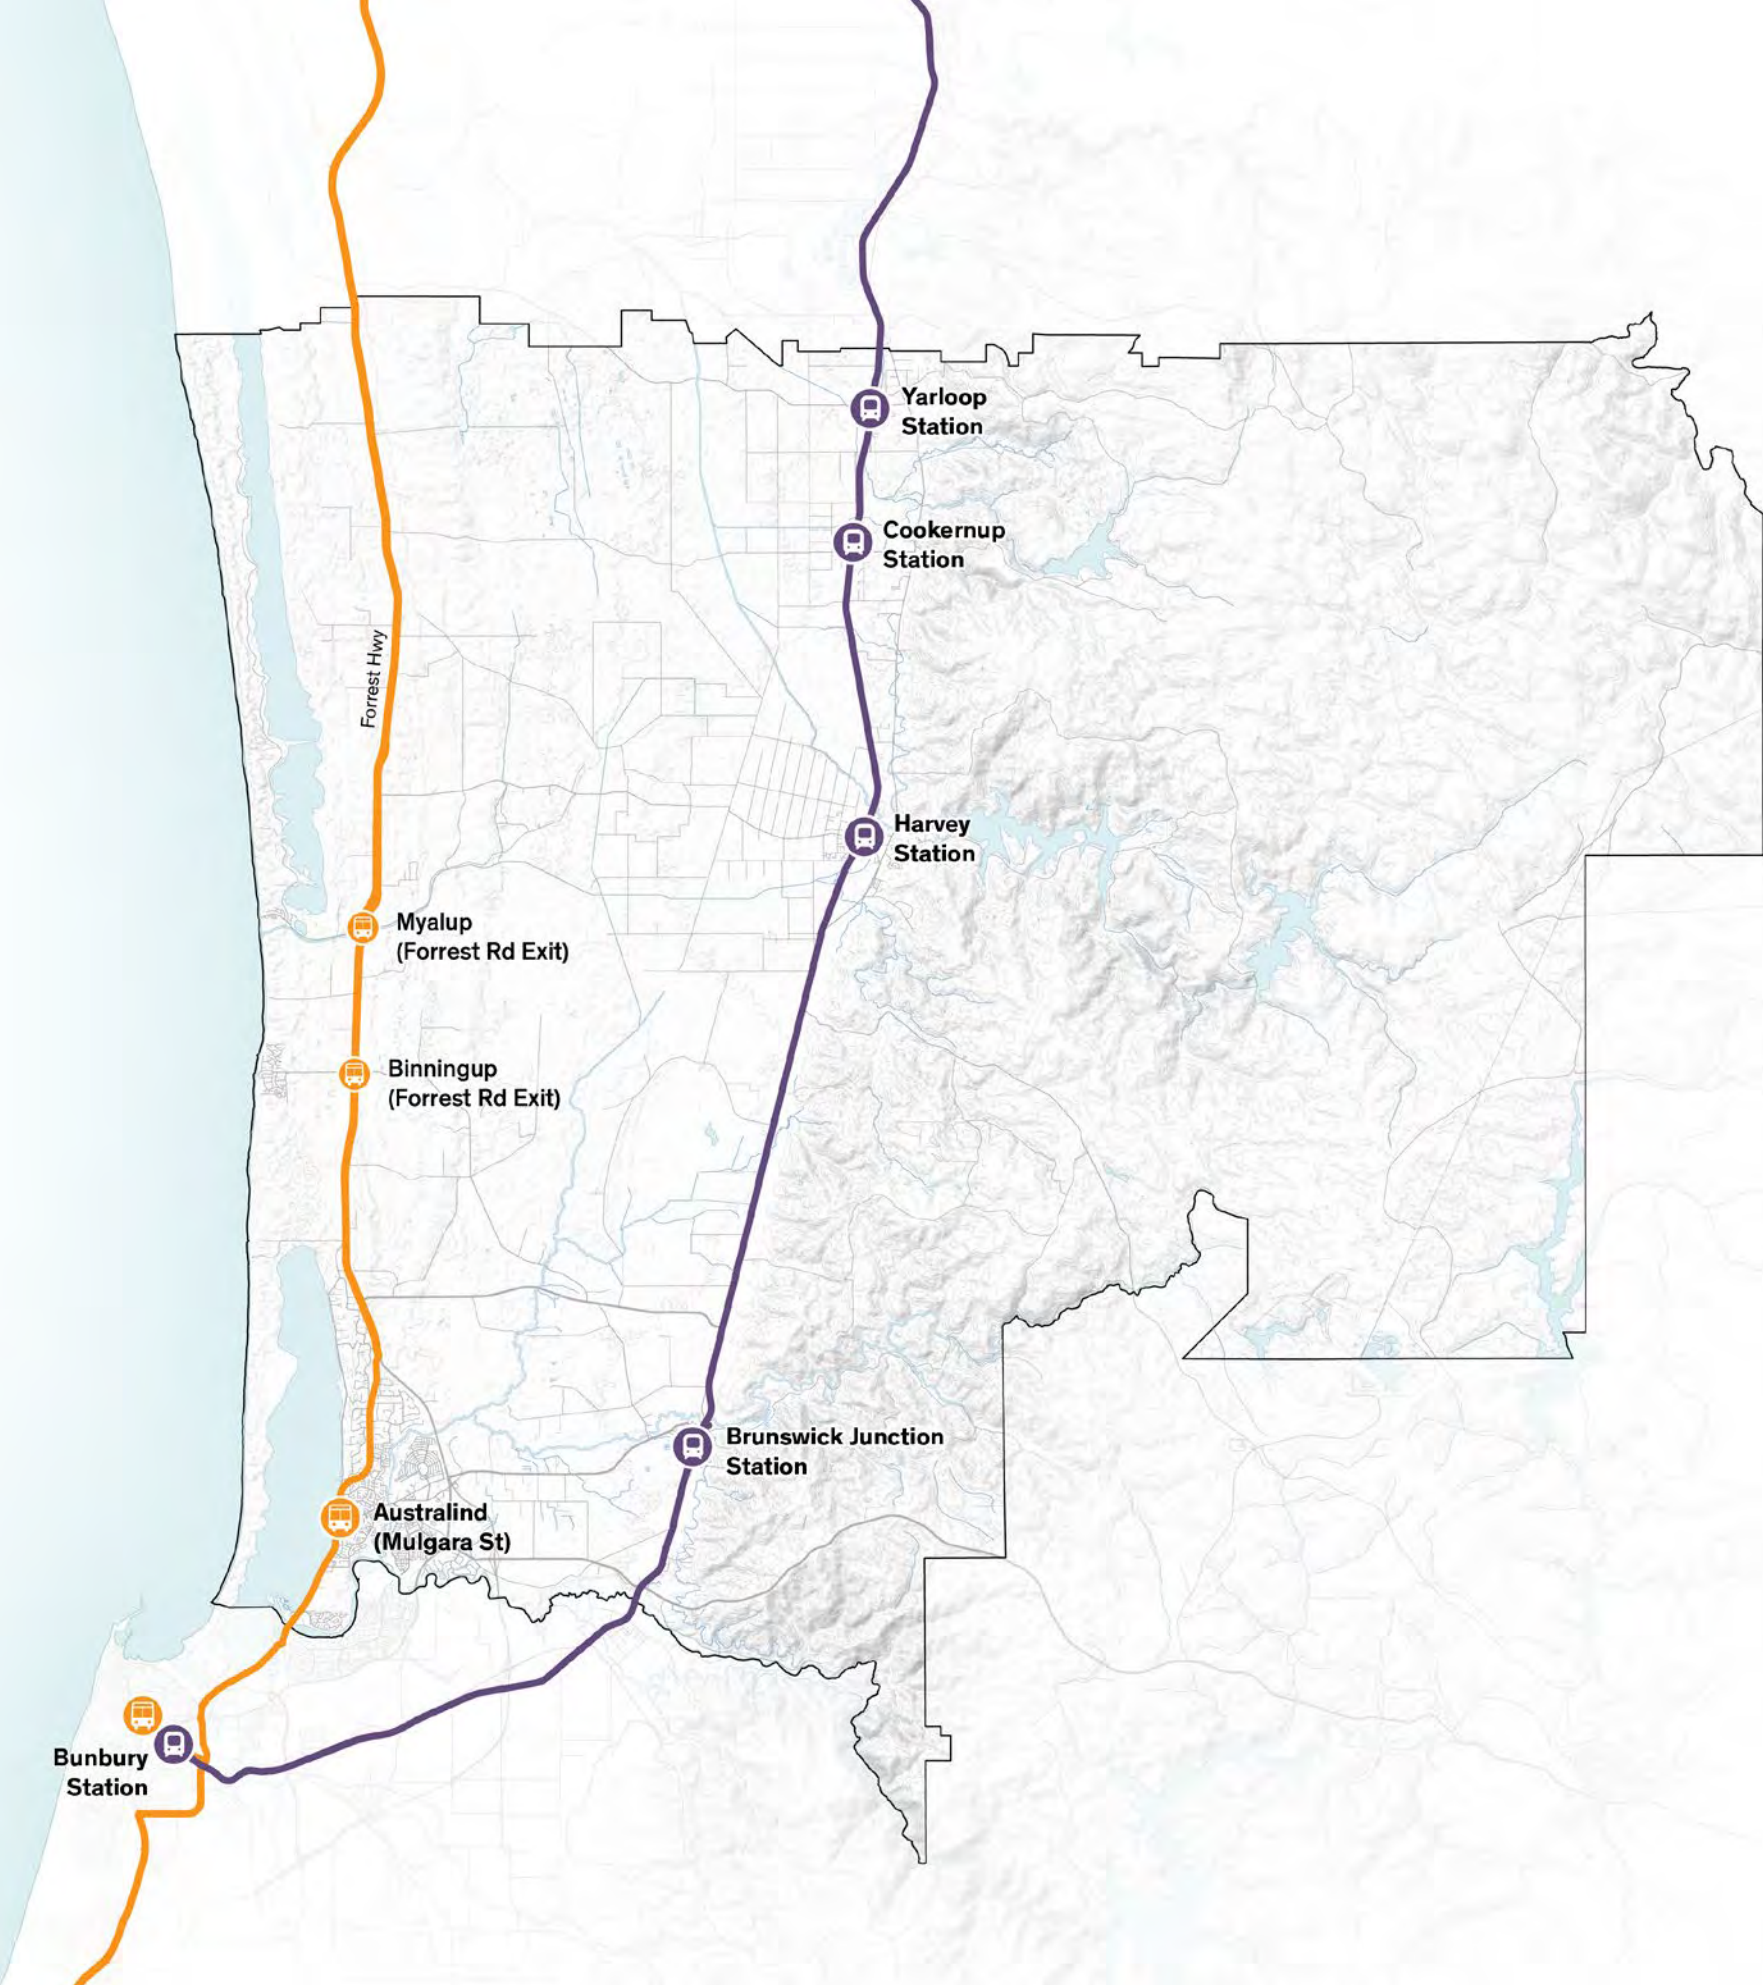 Yarloop
Station
Cookernup
Station
Forrest Hwy
Harvey
Station
Myalup
(Forrest Rd Exit)
Binningup
(Forrest Rd Exit)
Brunswick Junction
Station
Australind
(Mulgara St)
Bunbury
Station